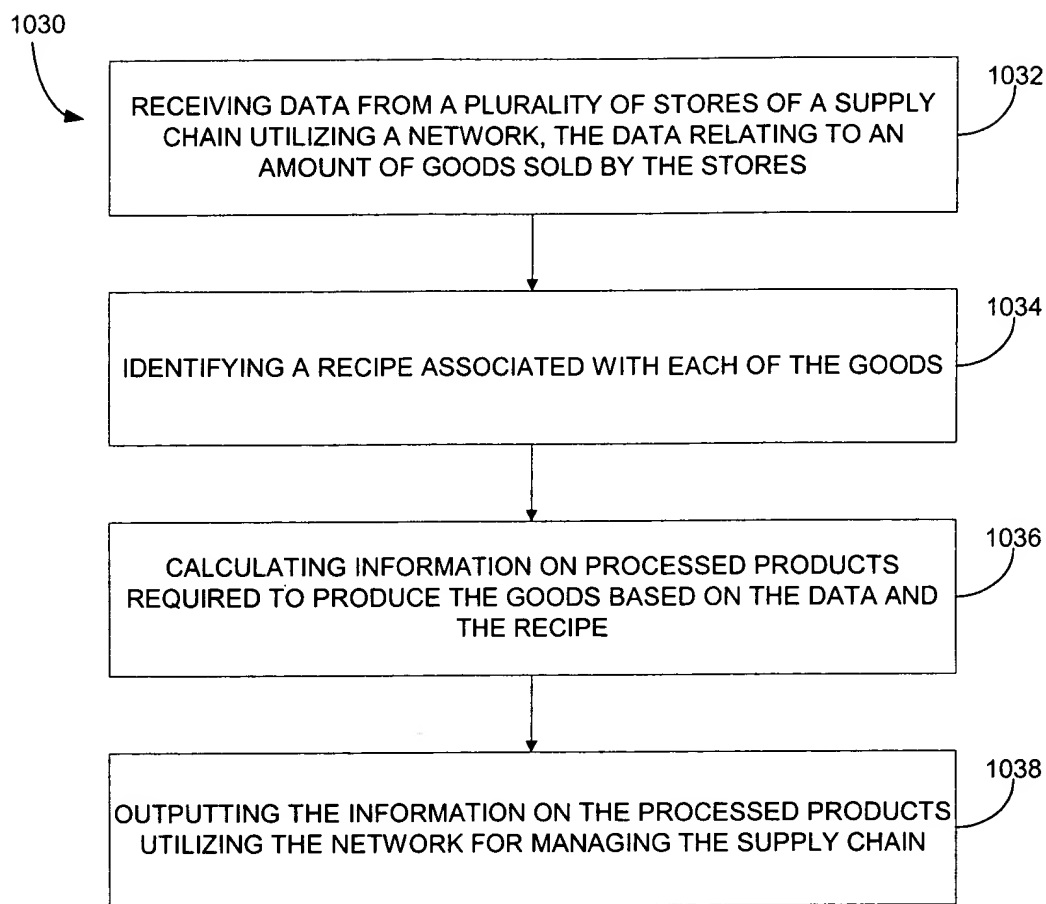 1030
1032
RECEIVING DATA FROM A PLURALITY OF STORES OF A SUPPLY
CHAIN UTILIZING A NETWORK, THE DATA RELATING TO AN
AMOUNT OF GOODS SOLD BY THE STORES
1034
IDENTIFYING A RECIPE ASSOCIATED WITH EACH OF THE GOODS
1036
CALCULATING INFORMATION ON PROCESSED PRODUCTS
REQUIRED TO PRODUCE THE GOODS BASED ON THE DATA AND
THE RECIPE
1038
OUTPUTTING THE INFORMATION ON THE PROCESSED PRODUCTS
UTILIZING THE NETWORK FOR MANAGING THE SUPPLY CHAIN